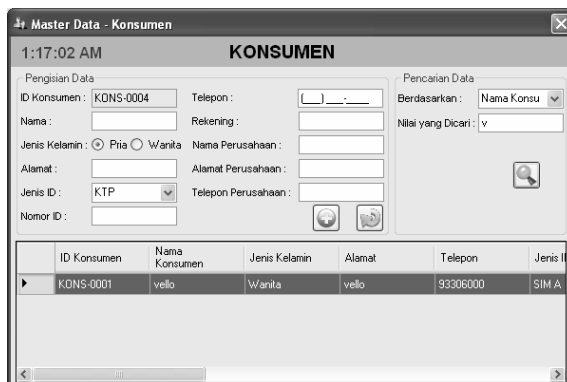 Master Data - Konsumen
1:17:02 AM KONSUMEN
Pengisian Data Pencarian Data
ID Konsumen : KONS-0004 Telepon : (___)___-____ Berdasarkan : Nama Konsu
Nama : Rekening : Nilai yang Dicari : v
Jenis Kelamin : Pria Wanita Nama Perusahaan :
Alamat : Alamat Perusahaan :
Jenis ID : KTP Telepon Perusahaan :
Nomor ID :
ID Konsumen Nama Konsumen Jenis Kelamin Alamat Telepon Jenis I
KONS-0001 vello Wanita vello 93306000 SIM A